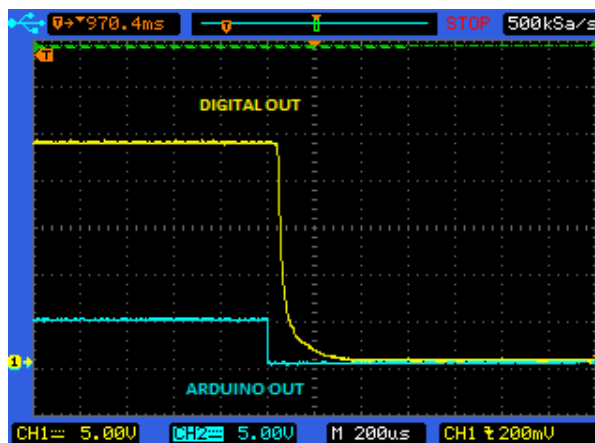 T→▼970.4ms T STOP 500kSa/s
T
DIGITAL OUT
1
ARDUINO OUT
CH1 5.00V CH2 5.00V M 200us CH1 200mV